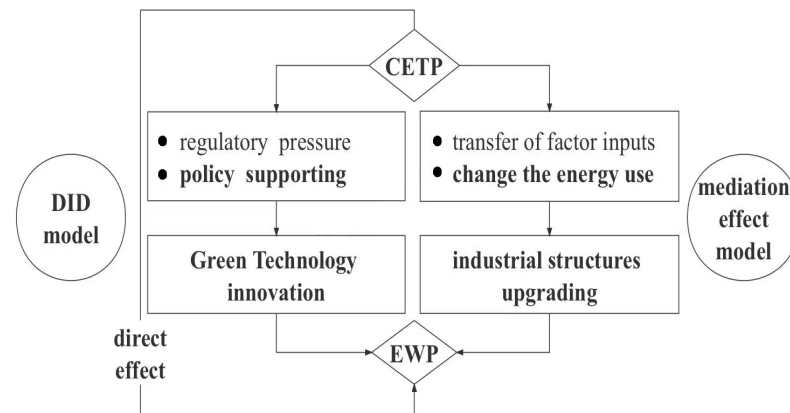 CETP
• regulatory pressure
• policy supporting
• transfer of factor inputs
• change the energy use
DID
model
mediation
effect
model
Green Technology
innovation
industrial structures
upgrading
direct
effect
EWP